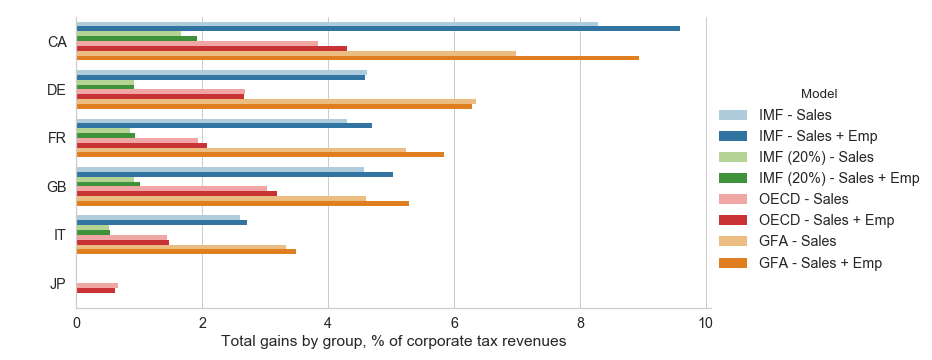 CA
DE
FR
GB
IT
JP
0 2 4 6 8 10
Total gains by group, % of corporate tax revenues
Model
IMF - Sales
IMF - Sales + Emp
IMF (20%) - Sales
IMF (20%) - Sales + Emp
OECD - Sales
OECD - Sales + Emp
GFA - Sales
GFA - Sales + Emp